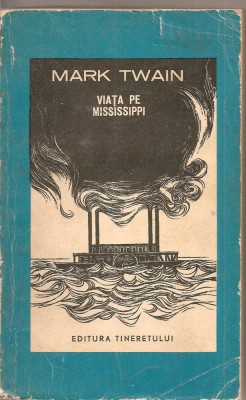 MARK TWAIN
VIAȚA PE
MISSISSIPPI
EDITURA TINERETULUI